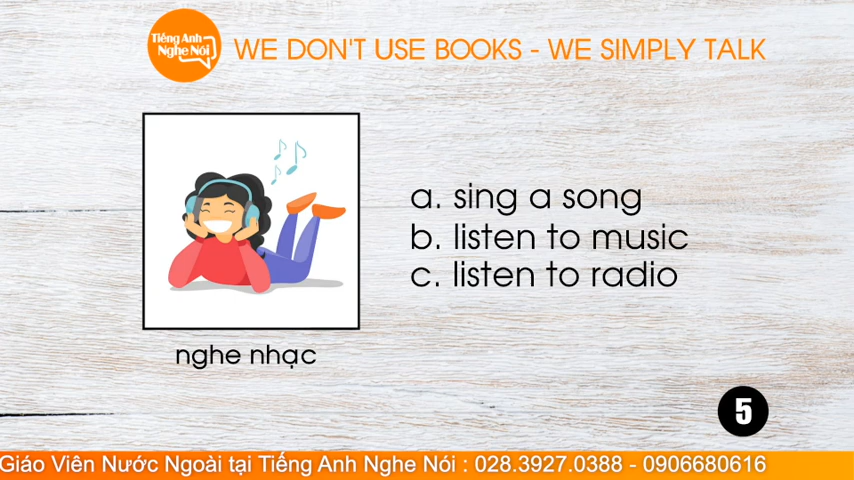 Tiếng Anh
Nghe Nói
WE DON'T USE BOOKS - WE SIMPLY TALK
a. sing a song
b. listen to music
c. listen to radio
nghe nhạc
5
Giáo Viên Nước Ngoài tại Tiếng Anh Nghe Nói : 028.3927.0388 - 0906680616